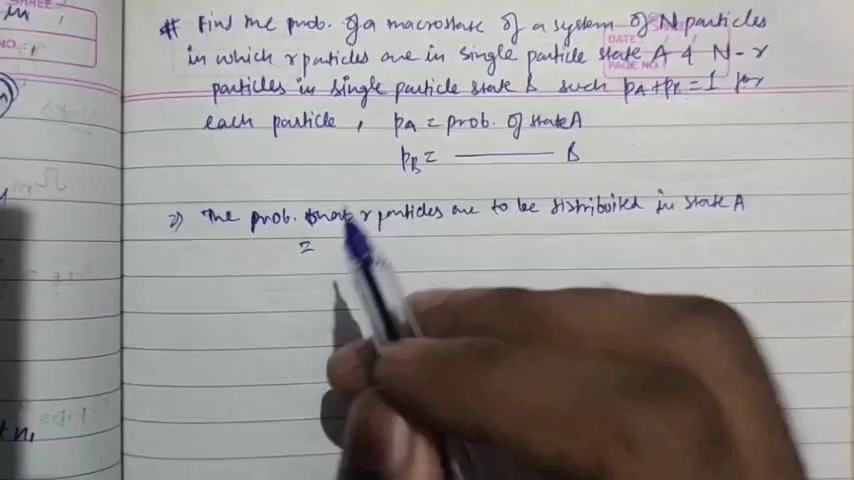 # Find the prob. of a macrostate of a system of N particles
in which r particles are in single particle state A & N-r
particles in single particle state B such pA+pB=1 for
each particle, pA = prob. of state A
pB = ——— B
=> The prob. that r particles are to be distributed in state A
=